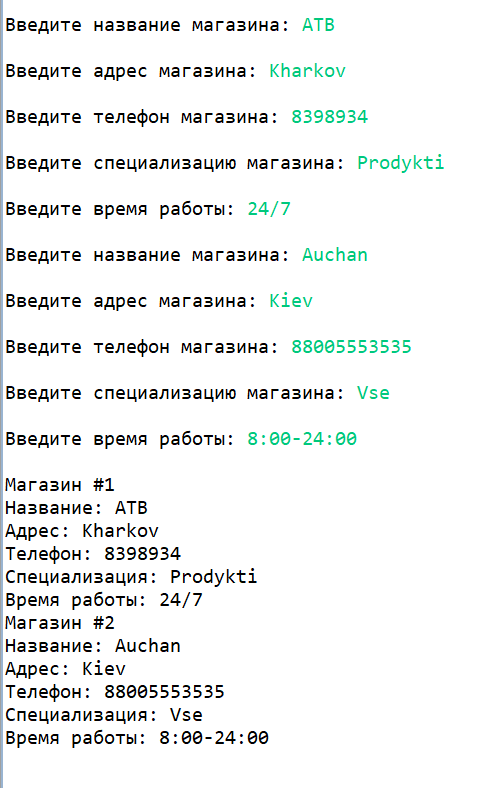 Введите название магазина: ATB
Введите адрес магазина: Kharkov
Введите телефон магазина: 8398934
Введите специализацию магазина: Prodykti
Введите время работы: 24/7
Введите название магазина: Auchan
Введите адрес магазина: Kiev
Введите телефон магазина: 88005553535
Введите специализацию магазина: Vse
Введите время работы: 8:00-24:00
Магазин #1
Название: ATB
Адрес: Kharkov
Телефон: 8398934
Специализация: Prodykti
Время работы: 24/7
Магазин #2
Название: Auchan
Адрес: Kiev
Телефон: 88005553535
Специализация: Vse
Время работы: 8:00-24:00